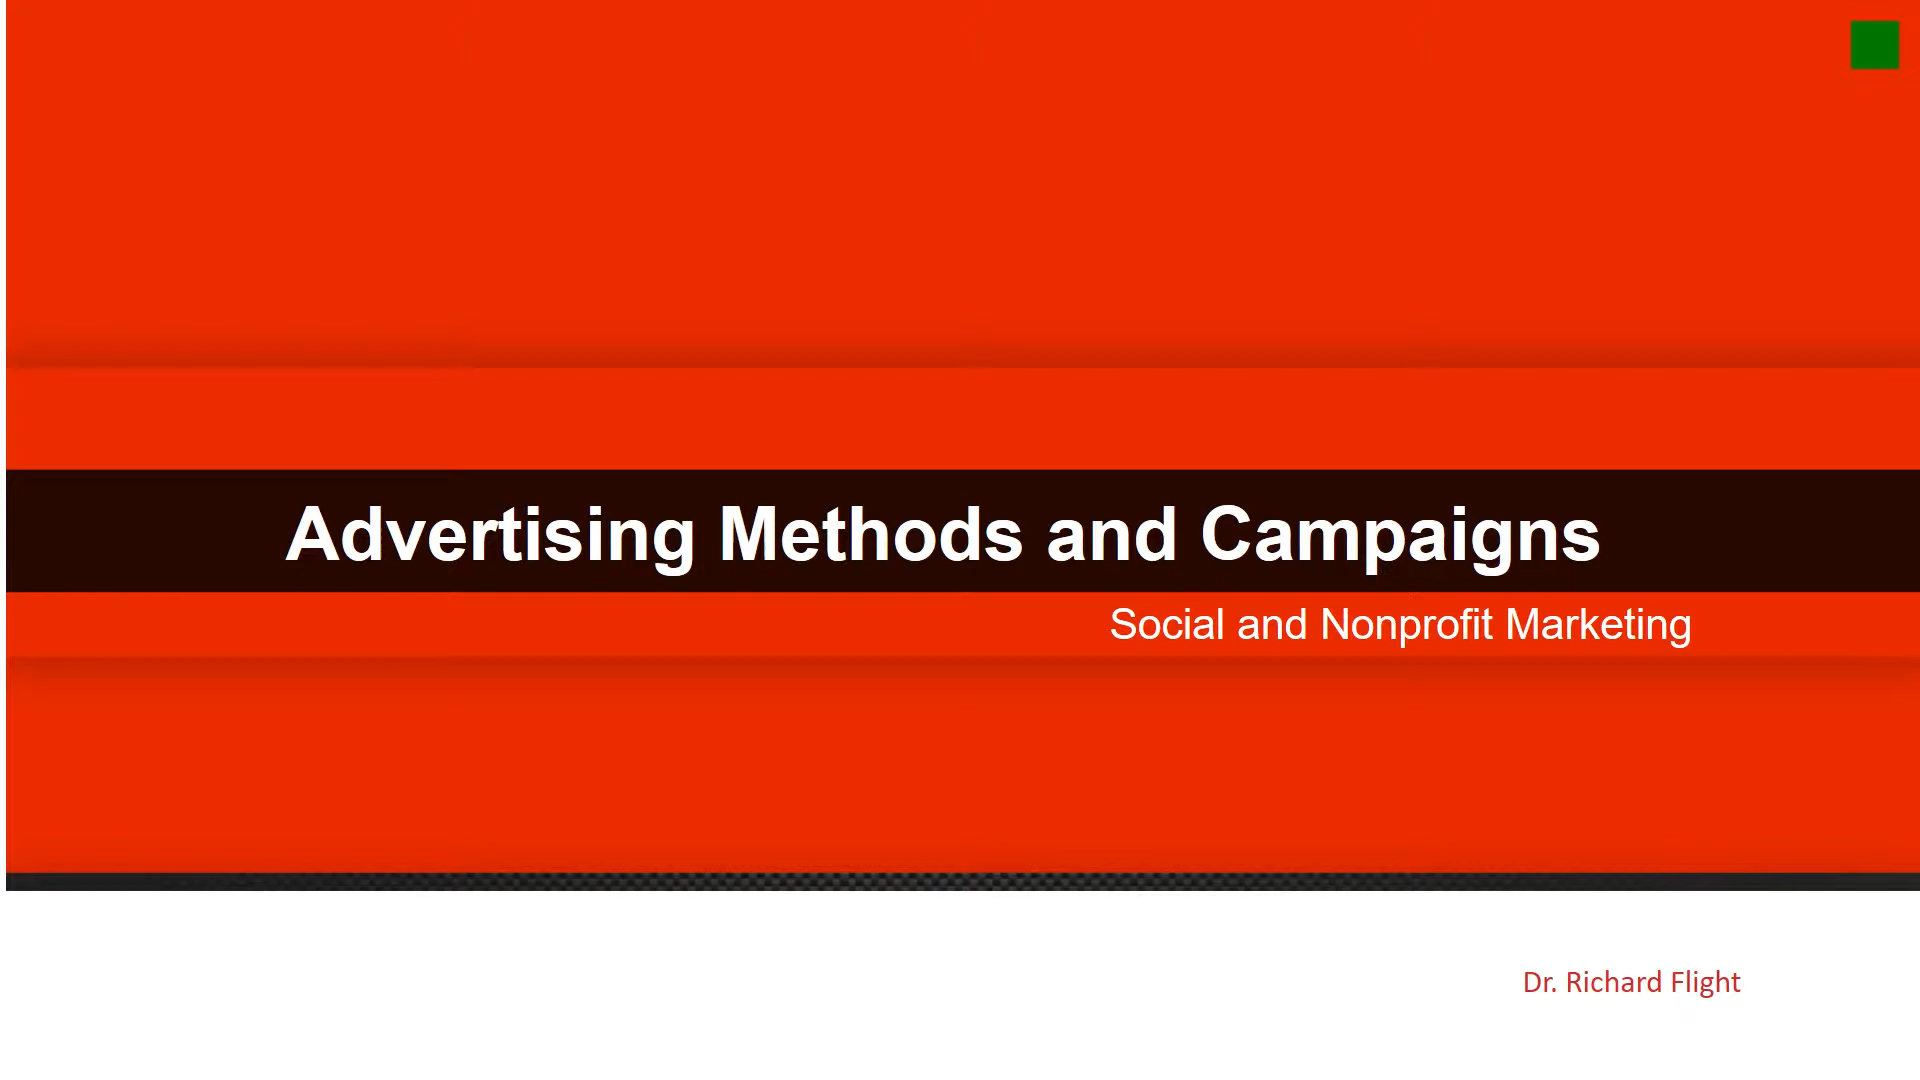 Advertising Methods and Campaigns
Social and Nonprofit Marketing
Dr. Richard Flight